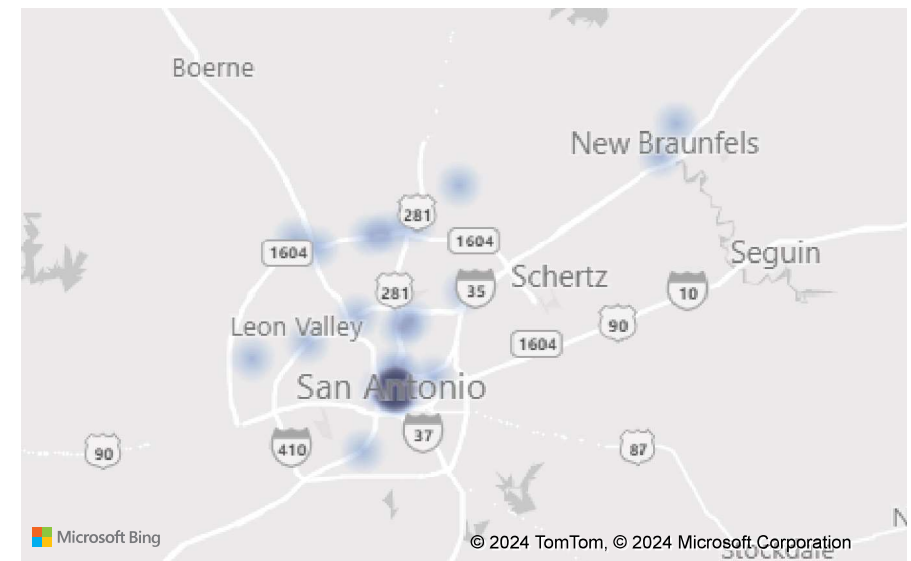 Boerne
New Braunfels
281
1604
1604
Seguin
Schertz
281
35
10
90
Leon Valley
1604
San Antonio
37
410
90
87
N
Microsoft Bing
© 2024 TomTom, © 2024 Microsoft Corporation
Stockdale